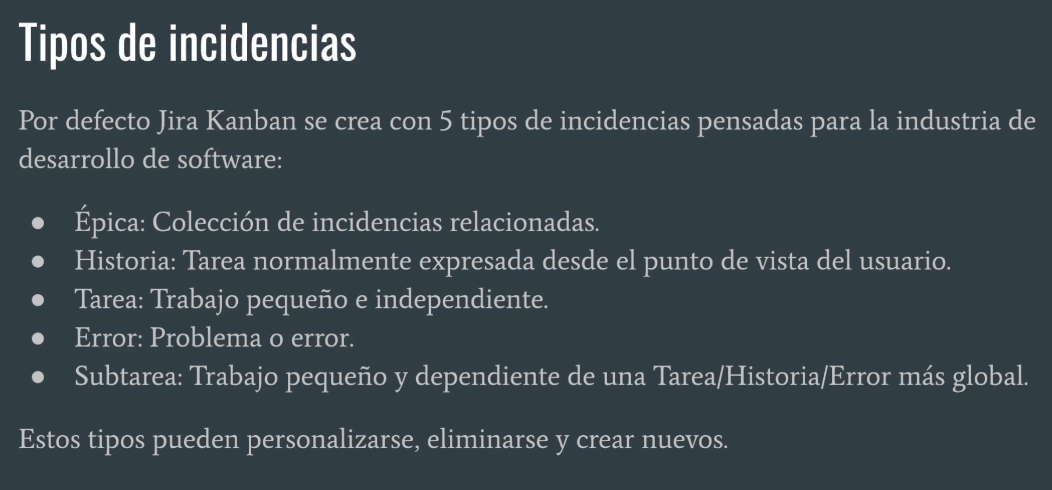 Tipos de incidencias
Por defecto Jira Kanban se crea con 5 tipos de incidencias pensadas para la industria de
desarrollo de software:
● Épica: Colección de incidencias relacionadas.
● Historia: Tarea normalmente expresada desde el punto de vista del usuario.
● Tarea: Trabajo pequeño e independiente.
● Error: Problema o error.
● Subtarea: Trabajo pequeño y dependiente de una Tarea/Historia/Error más global.
Estos tipos pueden personalizarse, eliminarse y crear nuevos.